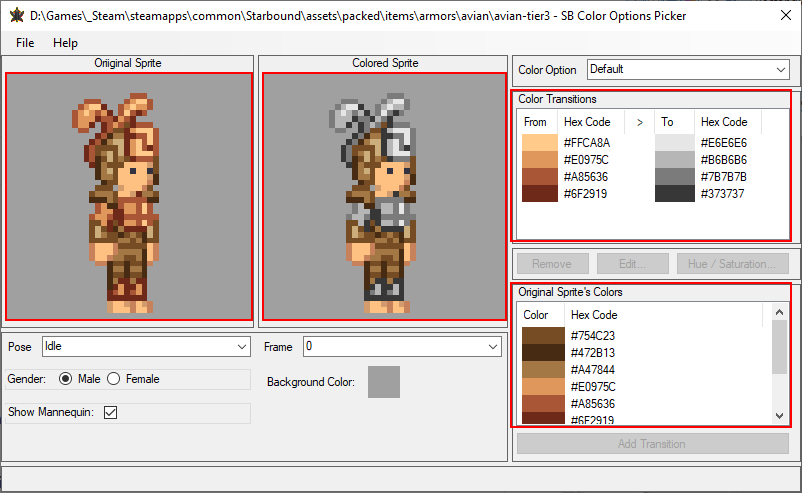 D:\Games\_Steam\steamapps\common\Starbound\assets\packed\items\armors\avian\avian-tier3 - SB Color Options Picker
File Help
Original Sprite
Colored Sprite
Color Option Default
Color Transitions
From Hex Code > To Hex Code
#FFCA8A #E6E6E6
#E0975C #B6B6B6
#A85636 #7B7B7B
#6F2919 #373737
Remove Edit... Hue / Saturation...
Original Sprite's Colors
Color Hex Code
#754C23
#472B13
#A47844
#E0975C
#A85636
#6F2919
Add Transition
Pose Idle
Frame 0
Gender: Male Female
Background Color:
Show Mannequin: